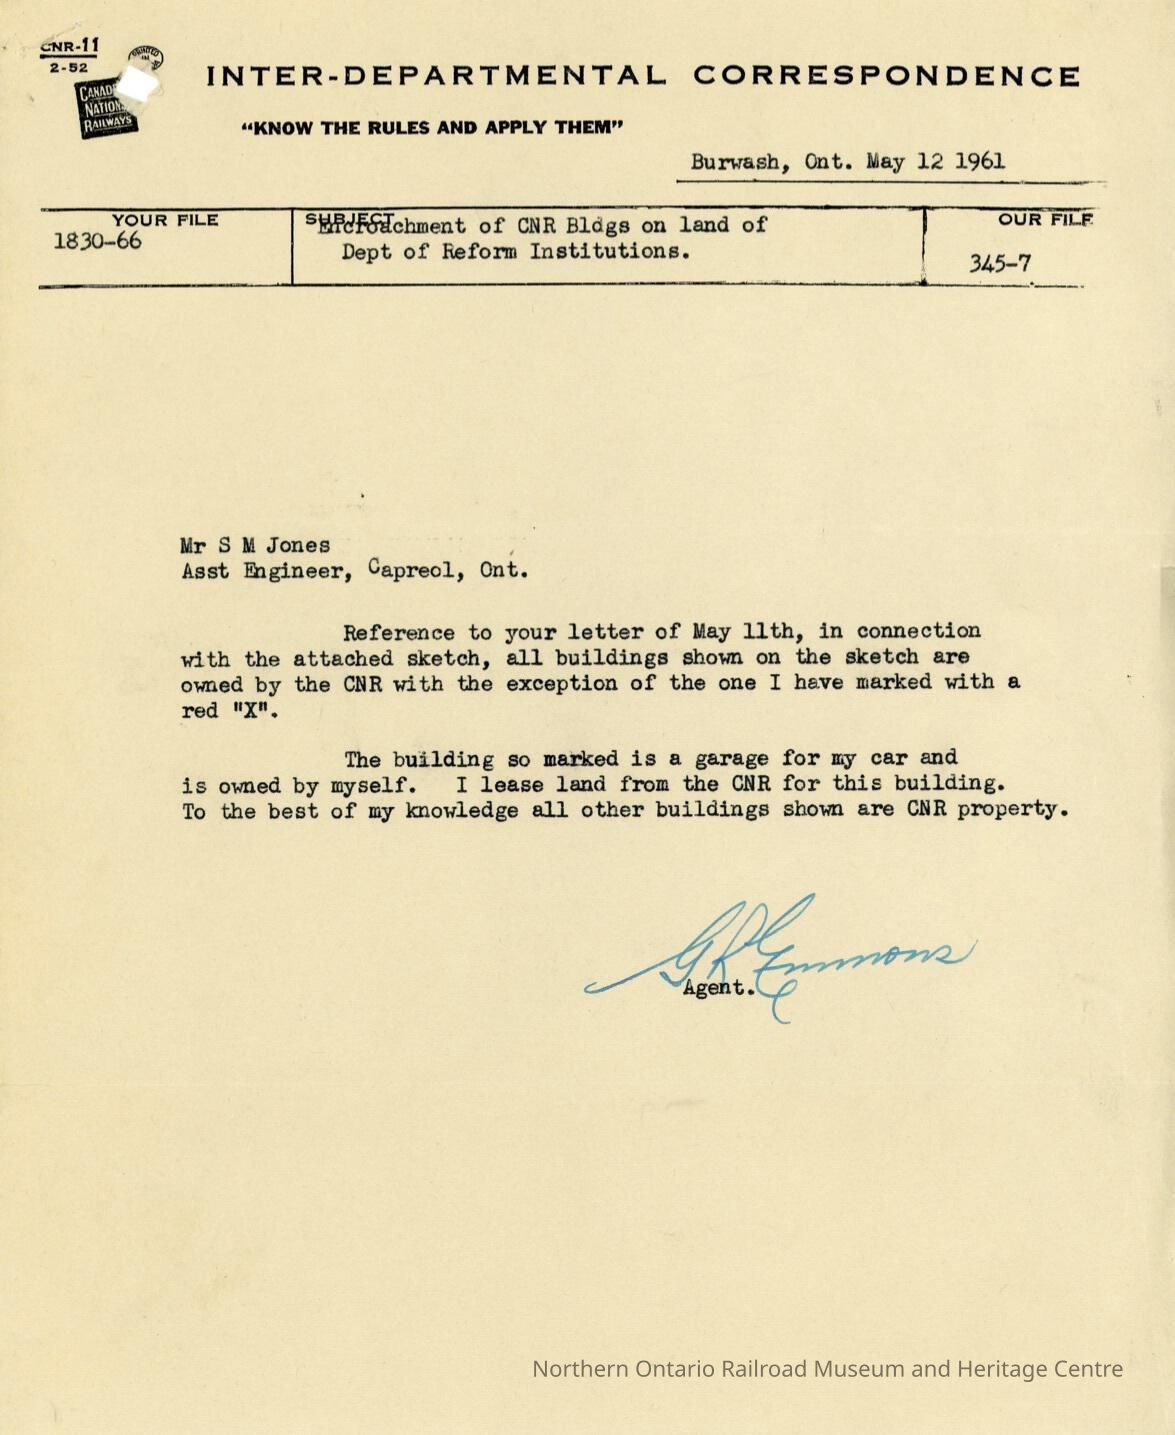 CNR-11
2-52
PRINTED
IN
CANADIAN
NATIONAL
RAILWAYS
INTER-DEPARTMENTAL CORRESPONDENCE
“KNOW THE RULES AND APPLY THEM”
Burwash, Ont. May 12 1961
YOUR FILE
1830-66
SUBJECT
Encroachment of CNR Bldgs on land of
Dept of Reform Institutions.
OUR FILE
345-7
Mr S M Jones
Asst Engineer, Capreol, Ont.
Reference to your letter of May 11th, in connection
with the attached sketch, all buildings shown on the sketch are
owned by the CNR with the exception of the one I have marked with a
red "X".
The building so marked is a garage for my car and
is owned by myself. I lease land from the CNR for this building.
To the best of my knowledge all other buildings shown are CNR property.
G R Emmons
Agent.
Northern Ontario Railroad Museum and Heritage Centre